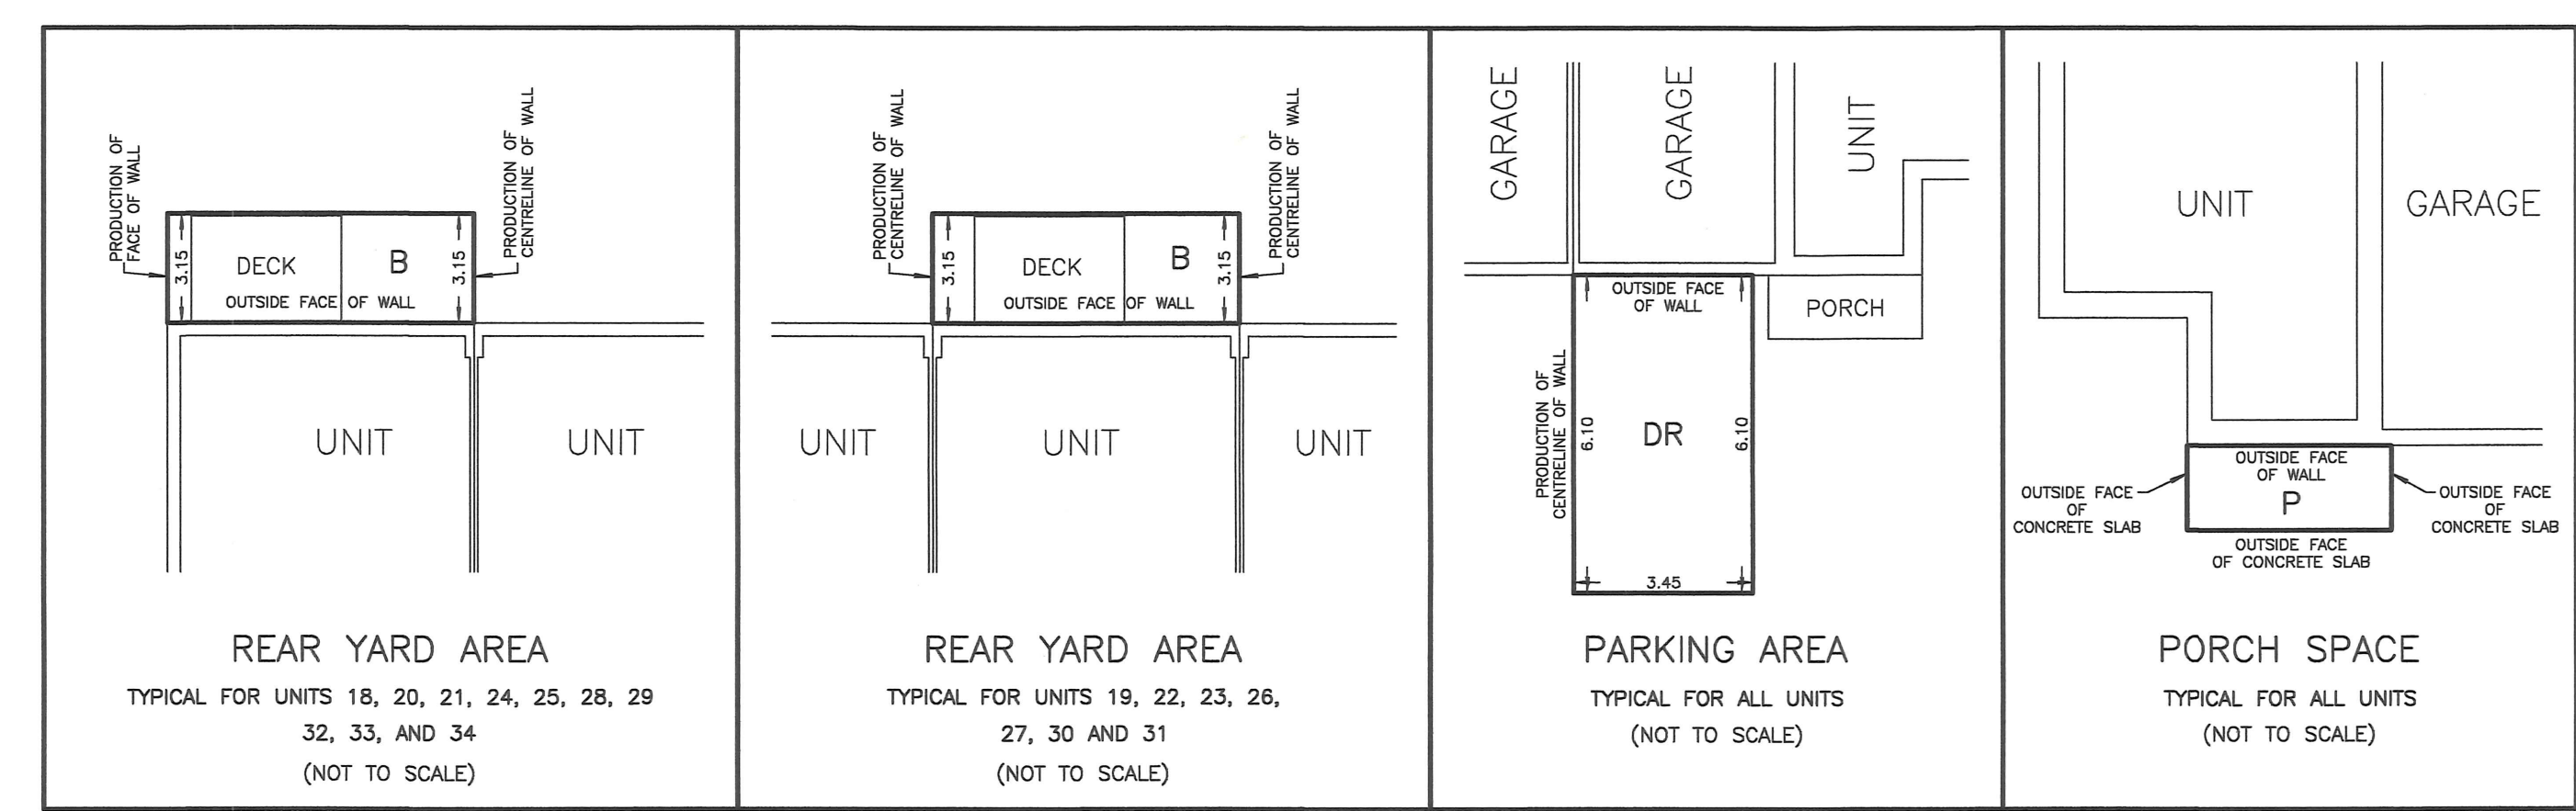 PRODUCTION OF
FACE OF WALL
3.15
DECK
B
3.15
OUTSIDE FACE OF WALL
PRODUCTION OF
CENTRELINE OF WALL
UNIT
UNIT
REAR YARD AREA
TYPICAL FOR UNITS 18, 20, 21, 24, 25, 28, 29
32, 33, AND 34
(NOT TO SCALE)
PRODUCTION OF
CENTRELINE OF WALL
3.15
DECK
B
3.15
OUTSIDE FACE OF WALL
PRODUCTION OF
CENTRELINE OF WALL
UNIT
UNIT
UNIT
REAR YARD AREA
TYPICAL FOR UNITS 19, 22, 23, 26,
27, 30 AND 31
(NOT TO SCALE)
GARAGE
GARAGE
UNIT
OUTSIDE FACE
OF WALL
PORCH
PRODUCTION OF
CENTRELINE OF WALL
6.10
DR
6.10
3.45
PARKING AREA
TYPICAL FOR ALL UNITS
(NOT TO SCALE)
UNIT
GARAGE
OUTSIDE FACE
OF WALL
P
OUTSIDE FACE
OF
CONCRETE SLAB
OUTSIDE FACE
OF
CONCRETE SLAB
OUTSIDE FACE
OF CONCRETE SLAB
PORCH SPACE
TYPICAL FOR ALL UNITS
(NOT TO SCALE)